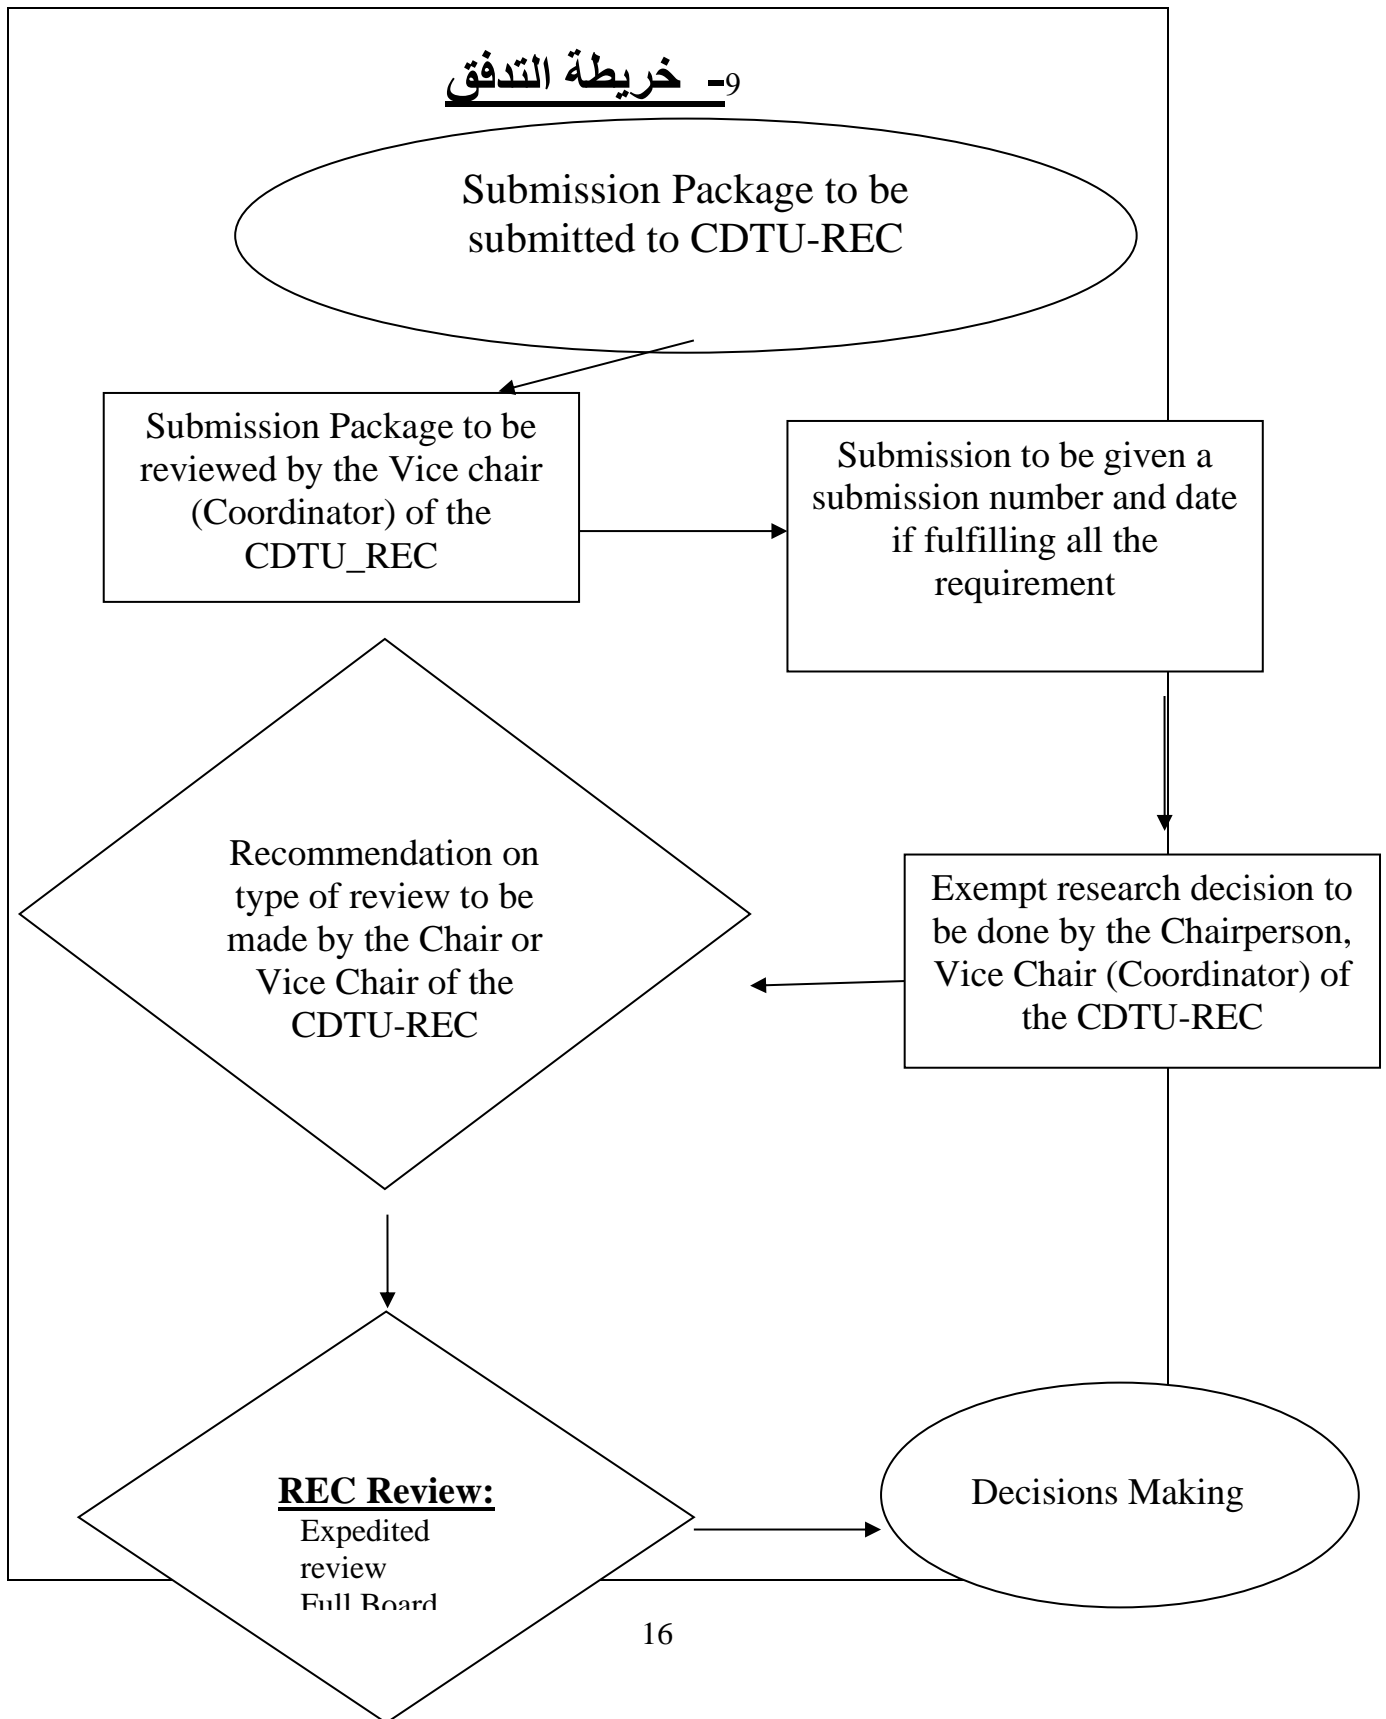 9- خريطة التدفق
Submission Package to be
submitted to CDTU-REC
Submission Package to be
reviewed by the Vice chair
(Coordinator) of the
CDTU_REC
Submission to be given a
submission number and date
if fulfilling all the
requirement
Exempt research decision to
be done by the Chairperson,
Vice Chair (Coordinator) of
the CDTU-REC
Recommendation on
type of review to be
made by the Chair or
Vice Chair of the
CDTU-REC
REC Review:
Expedited
review
Full Board
Decisions Making
16